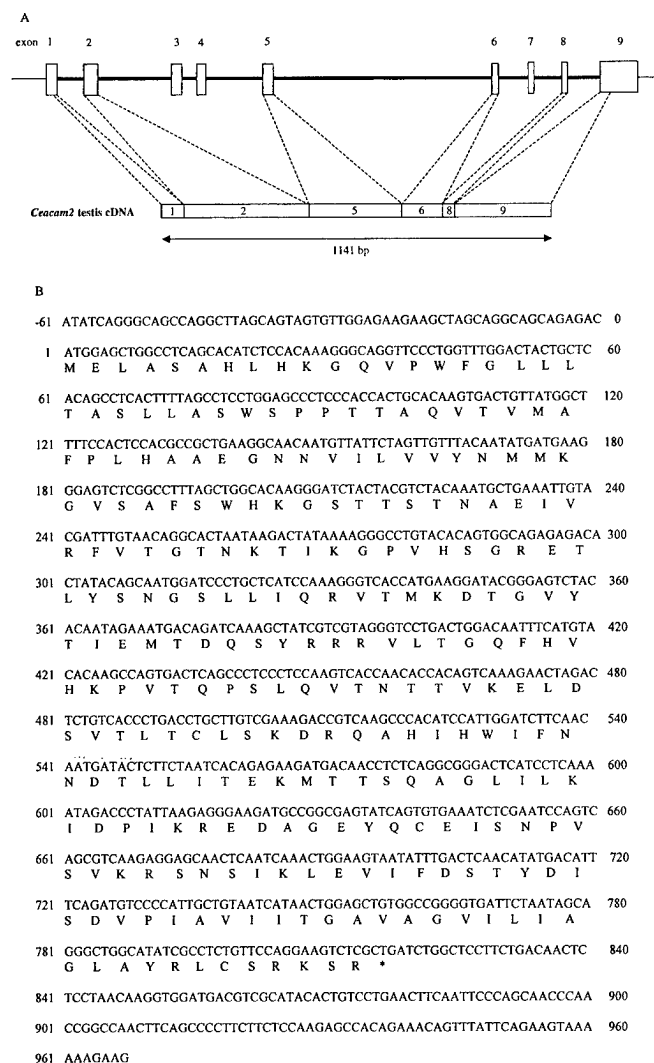 A
exon 1 2 3 4 5 6 7 8 9
Ceacam2 testis cDNA 1 2 5 6 8 9
1141 bp
B
-61 ATATCAGGGCAGCCAGGCTTAGCAGTAGTGTTGGAGAAGAAGCTAGCAGGCAGCAGAGAC 0
1 ATGGAGCTGGCCTCAGCACATCTCCACAAAGGGCAGGTTCCCTGGTTTGGACTACTGCTC 60
M E L A S A H L H K G Q V P W F G L L L
61 ACAGCCTCACTTTTAGCCTCCTGGAGCCCTCCCACCACTGCACAAGTGACTGTTATGGCT 120
T A S L L A S W S P P T T A Q V T V M A
121 TTTCCACTCCACGCCGCTGAAGGCAACAATGTTATTCTAGTTGTTTACAATATGATGAAG 180
F P L H A A E G N N V I L V V Y N M M K
181 GGAGTCTCGGCCTTTAGCTGGCACAAGGGATCTACTACGTCTACAAATGCTGAAATTGTA 240
G V S A F S W H K G S T T S T N A E I V
241 CGATTTGTAACAGGCACTAATAAGACTATAAAAGGGCCTGTACACAGTGGCAGAGAGACA 300
R F V T G T N K T I K G P V H S G R E T
301 CTATACAGCAATGGATCCCTGCTCATCCAAAGGGTCACCATGAAGGATACGGGAGTCTAC 360
L Y S N G S L L I Q R V T M K D T G V Y
361 ACAATAGAAATGACAGATCAAAGCTATCGTCGTAGGGTCCTGACTGGACAATTTCATGTA 420
T I E M T D Q S Y R R R V L T G Q F H V
421 CACAAGCCAGTGACTCAGCCCTCCCTCCAAGTCACCAACACCACAGTCAAAGAACTAGAC 480
H K P V T Q P S L Q V T N T T V K E L D
481 TCTGTCACCCTGACCTGCTTGTCGAAAGACCGTCAAGCCCACATCCATTGGATCTTCAAC 540
S V T L T C L S K D R Q A H I H W I F N
541 AATGATACTCTTCTAATCACAGAGAAGATGACAACCTCTCAGGCGGGACTCATCCTCAAA 600
N D T L L I T E K M T T S Q A G L I L K
601 ATAGACCCTATTAAGAGGGAAGATGCCGGCGAGTATCAGTGTGAAATCTCGAATCCAGTC 660
I D P I K R E D A G E Y Q C E I S N P V
661 AGCGTCAAGAGGAGCAACTCAATCAAACTGGAAGTAATATTTGACTCAACATATGACATT 720
S V K R S N S I K L E V I F D S T Y D I
721 TCAGATGTCCCCATTGCTGTAATCATAACTGGAGCTGTGGCCGGGGTGATTCTAATAGCA 780
S D V P I A V I I T G A V A G V I L I A
781 GGGCTGGCATATCGCCTCTGTTCCAGGAAGTCTCGCTGATCTGGCTCCTTCTGACAACTC 840
G L A Y R L C S R K S R *
841 TCCTAACAAGGTGGATGACGTCGCATACACTGTCCTGAACTTCAATTCCCAGCAACCCAA 900
901 CCGGCCAACTTCAGCCCCTTCTTCTCCAAGAGCCACAGAAACAGTTTATTCAGAAGTAAA 960
961 AAAGAAG